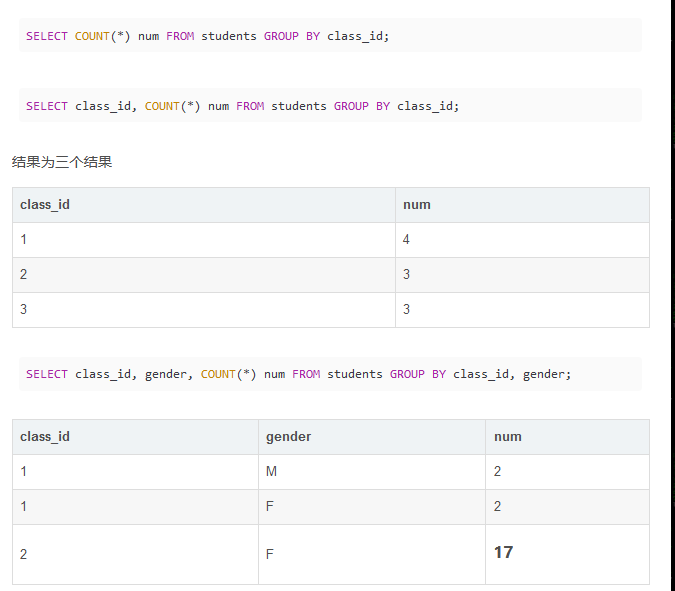 SELECT COUNT(*) num FROM students GROUP BY class_id;
SELECT class_id, COUNT(*) num FROM students GROUP BY class_id;
结果为三个结果
class_id num
1 4
2 3
3 3
SELECT class_id, gender, COUNT(*) num FROM students GROUP BY class_id, gender;
class_id gender num
1 M 2
1 F 2
2 F 17